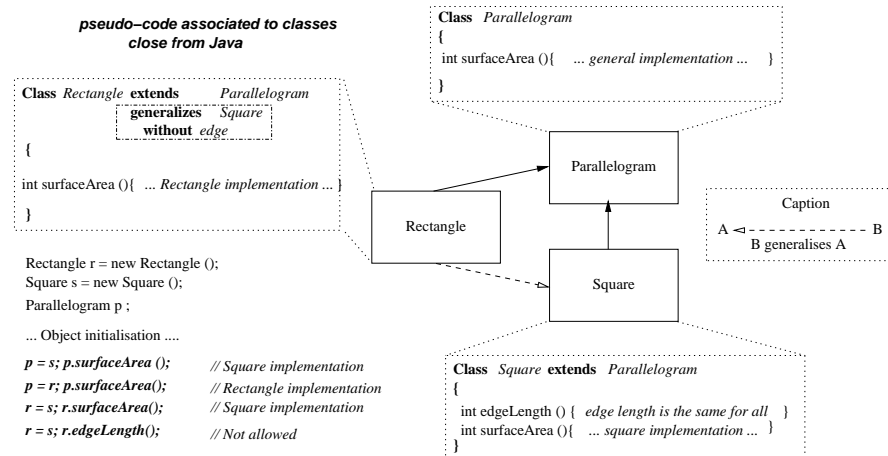 pseudo−code associated to classes
close from Java
Class Rectangle extends Parallelogram
generalizes Square
without edge
{
int surfaceArea (){ ... Rectangle implementation ... }
}
Class Parallelogram
{
int surfaceArea (){ ... general implementation ... }
}
Parallelogram
Rectangle
Square
Caption
A B
B generalises A
Rectangle r = new Rectangle ();
Square s = new Square ();
Parallelogram p ;
... Object initialisation ....
p = s; p.surfaceArea (); // Square implementation
p = r; p.surfaceArea(); // Rectangle implementation
r = s; r.surfaceArea(); // Square implementation
r = s; r.edgeLength(); // Not allowed
Class Square extends Parallelogram
{
int edgeLength () { edge length is the same for all }
int surfaceArea (){ ... square implementation ... }
}